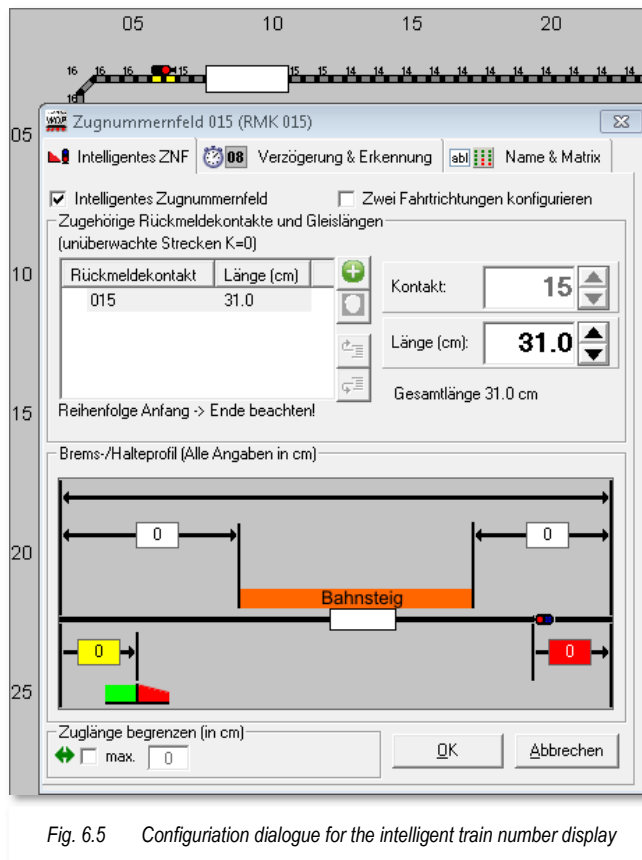 05 10 15 20
16 16 16 15 15 15 14 14 14 14 14 14 14 14 14
16
05
Zugnummernfeld 015 (RMK 015)
Intelligentes ZNF 08 Verzögerung & Erkennung abl Name & Matrix
Intelligentes Zugnummernfeld Zwei Fahrtrichtungen konfigurieren
Zugehörige Rückmeldekontakte und Gleislängen
(unüberwachte Strecken K=0)
10
Rückmeldekontakt Länge (cm)
015 31.0
Kontakt: 15
Länge (cm): 31.0
Gesamtlänge 31.0 cm
15
Reihenfolge Anfang -> Ende beachten!
Brems-/Halteprofil (Alle Angaben in cm)
0 0
20
Bahnsteig
0 0
25
Zuglänge begrenzen (in cm)
max. 0
OK Abbrechen
Fig. 6.5 Configuriation dialogue for the intelligent train number display